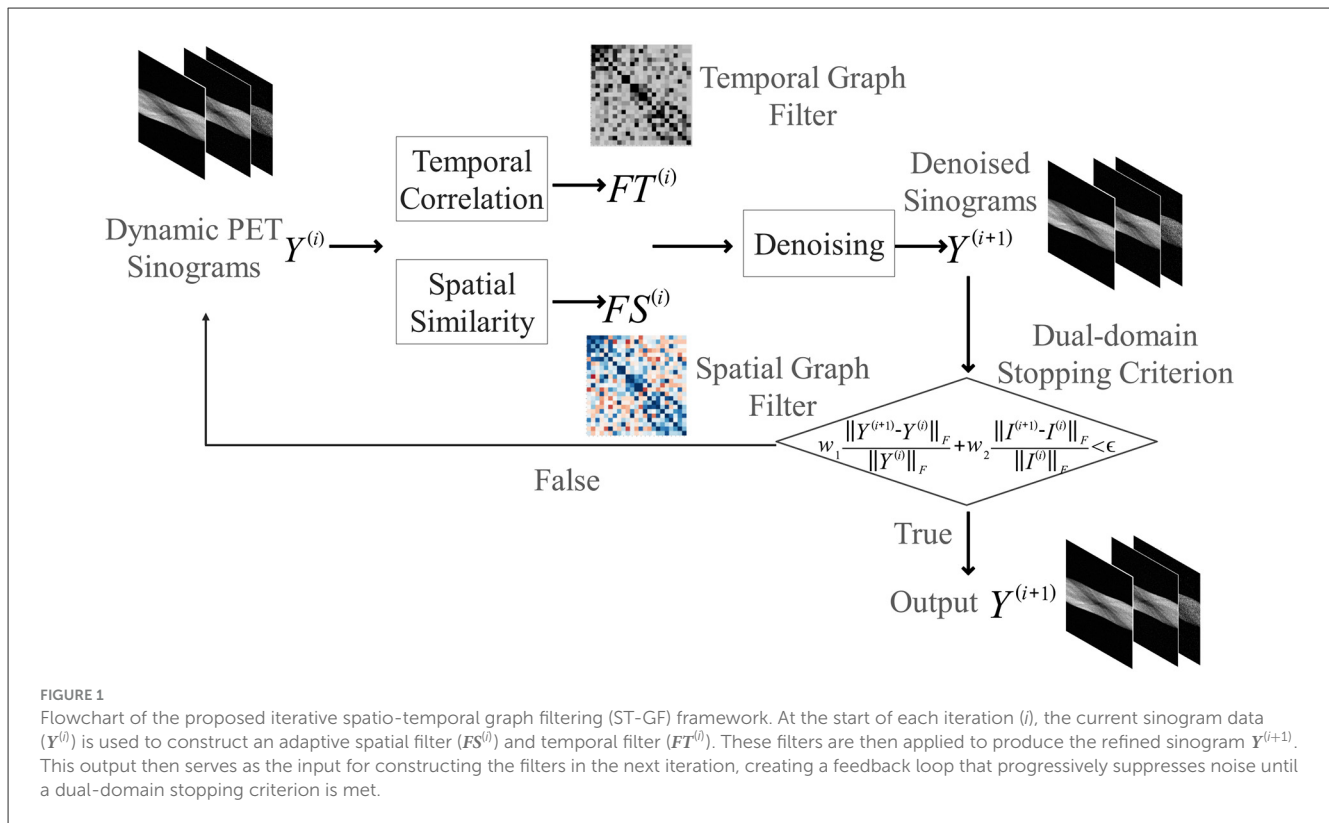 Temporal Graph
Filter
Temporal
Correlation
FT^(i)
Dynamic PET
Sinograms
Y^(i)
Spatial
Similarity
FS^(i)
Spatial Graph
Filter
Denoising
Denoised
Sinograms
Y^(i+1)
Dual-domain
Stopping Criterion
w_1 ||Y^(i+1)-Y^(i)||_F / ||Y^(i)||_F + w_2 ||I^(i+1)-I^(i)||_F / ||I^(i)||_F < ϵ
False
True
Output Y^(i+1)
FIGURE 1
Flowchart of the proposed iterative spatio-temporal graph filtering (ST-GF) framework. At the start of each iteration (i), the current sinogram data
(Y^(i)) is used to construct an adaptive spatial filter (FS^(i)) and temporal filter (FT^(i)). These filters are then applied to produce the refined sinogram Y^(i+1).
This output then serves as the input for constructing the filters in the next iteration, creating a feedback loop that progressively suppresses noise until
a dual-domain stopping criterion is met.